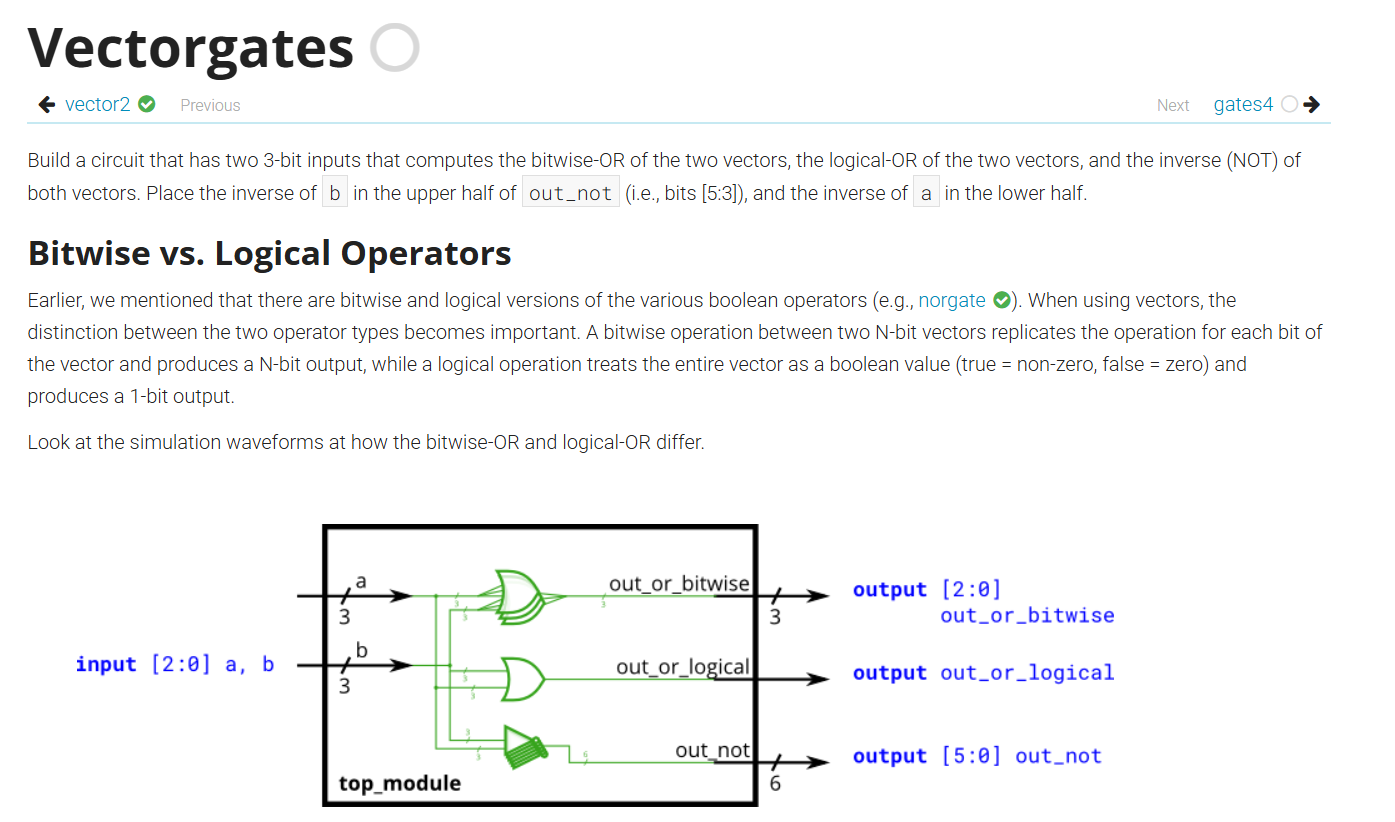 Vectorgates
vector2 Previous Next gates4
Build a circuit that has two 3-bit inputs that computes the bitwise-OR of the two vectors, the logical-OR of the two vectors, and the inverse (NOT) of
both vectors. Place the inverse of b in the upper half of out_not (i.e., bits [5:3]), and the inverse of a in the lower half.
Bitwise vs. Logical Operators
Earlier, we mentioned that there are bitwise and logical versions of the various boolean operators (e.g., norgate ). When using vectors, the
distinction between the two operator types becomes important. A bitwise operation between two N-bit vectors replicates the operation for each bit of
the vector and produces a N-bit output, while a logical operation treats the entire vector as a boolean value (true = non-zero, false = zero) and
produces a 1-bit output.
Look at the simulation waveforms at how the bitwise-OR and logical-OR differ.
input [2:0] a, b
a
3
b
3
3
3
3
3
3
3
3
6
out_or_bitwise
3
out_or_logical
out_not
6
top_module
output [2:0]
out_or_bitwise
output out_or_logical
output [5:0] out_not